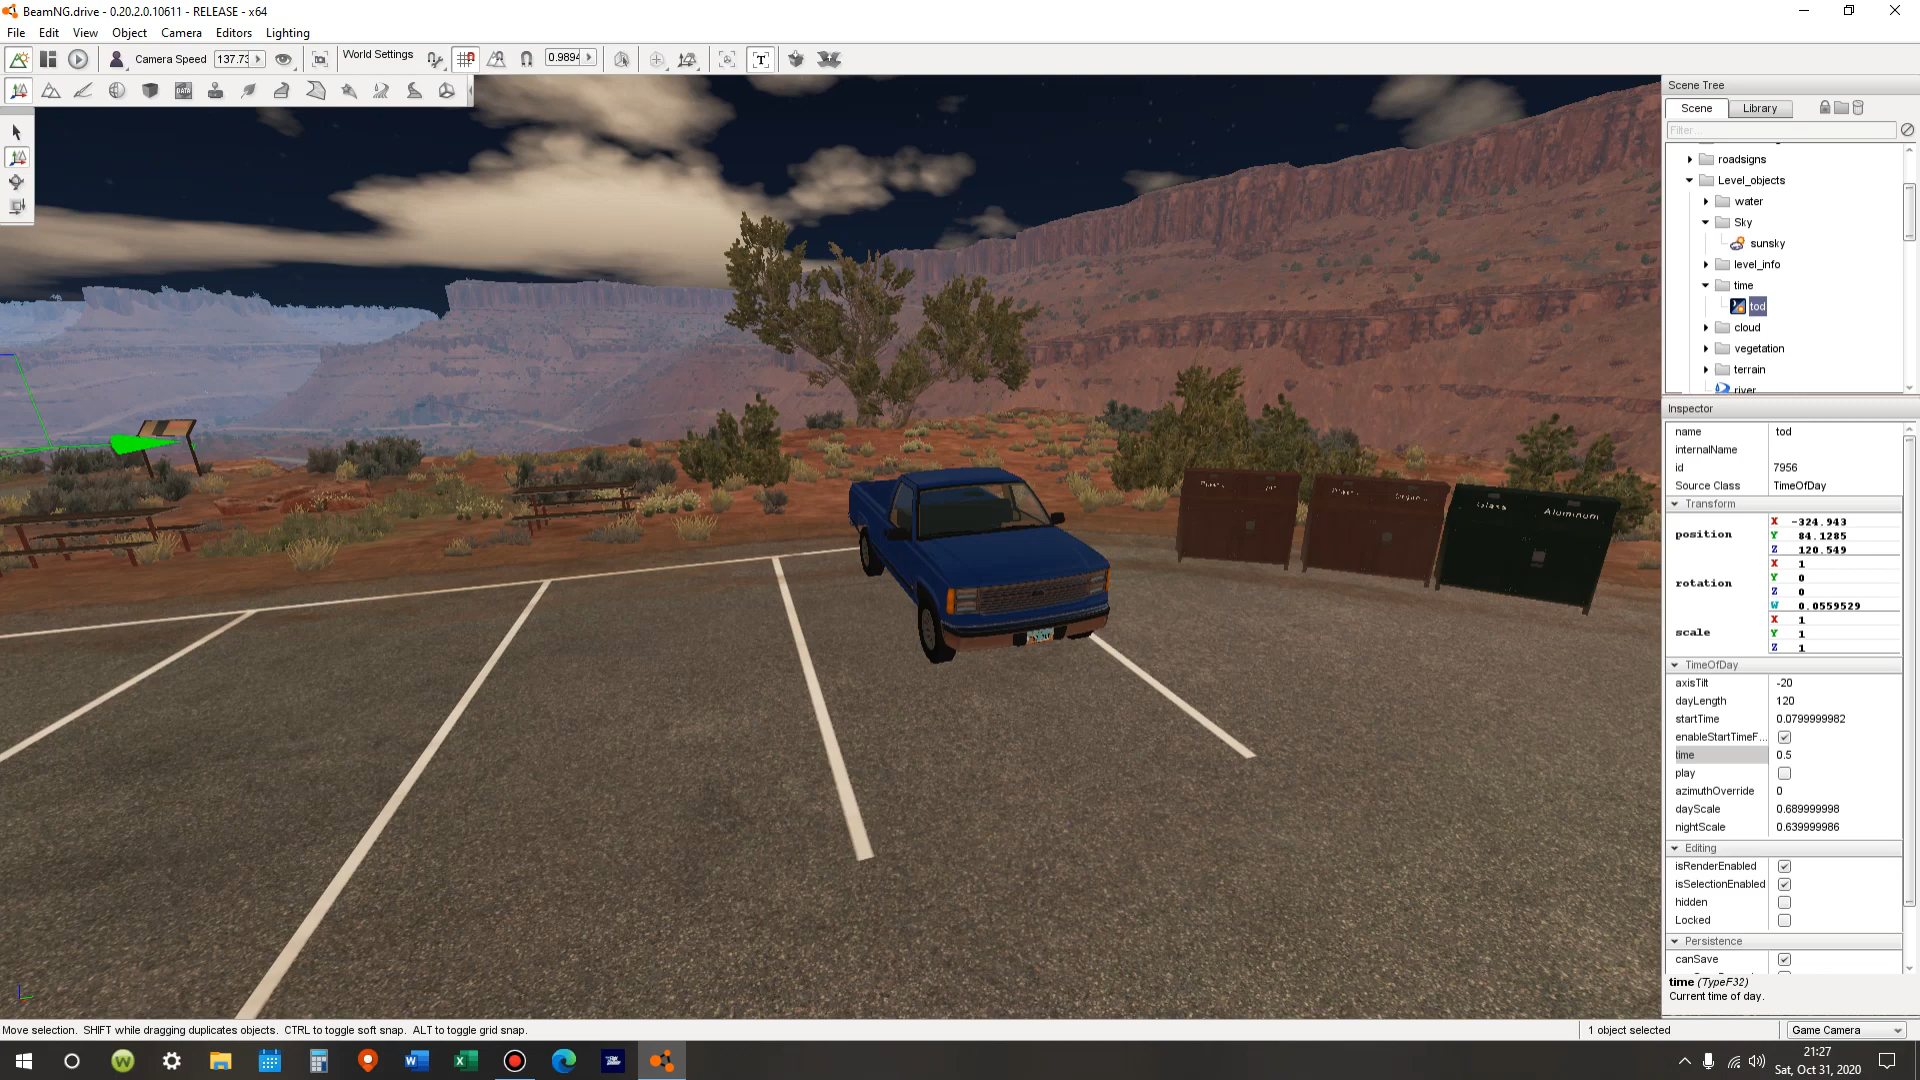 BeamNG.drive - 0.20.2.0.10611 - RELEASE - x64
File Edit View Object Camera Editors Lighting
Camera Speed 137.73 World Settings 0.9894
DATA
Scene Tree
Scene Library
Filter...
roadsigns
Level_objects
water
Sky
sunsky
level_info
time
tod
cloud
vegetation
terrain
river
Inspector
name tod
internalName
id 7956
Source Class TimeOfDay
Transform
position X -324.943
Y 84.1285
Z 120.549
rotation X 1
Y 0
Z 0
W 0.0559529
scale X 1
Y 1
Z 1
TimeOfDay
axisTilt -20
dayLength 120
startTime 0.0799999982
enableStartTimeF...
time 0.5
play
azimuthOverride 0
dayScale 0.689999998
nightScale 0.639999986
Editing
isRenderEnabled
isSelectionEnabled
hidden
Locked
Persistence
canSave
time (TypeF32)
Current time of day.
Glass Aluminum
Move selection. SHIFT while dragging duplicates objects. CTRL to toggle soft snap. ALT to toggle grid snap.
1 object selected Game Camera
21:27
Sat, Oct 31, 2020